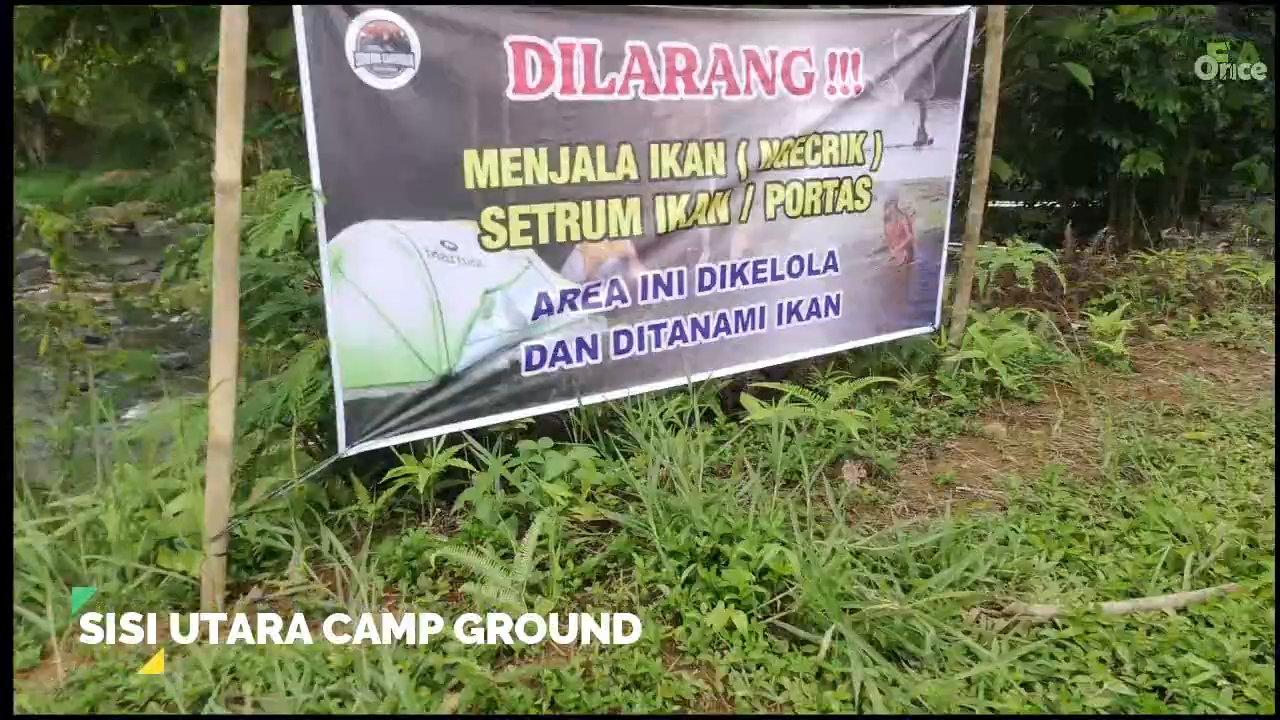 DILARANG !!!
MENJALA IKAN ( NGECRIK )
SETRUM IKAN / PORTAS
AREA INI DIKELOLA
DAN DITANAMI IKAN
SISI UTARA CAMP GROUND